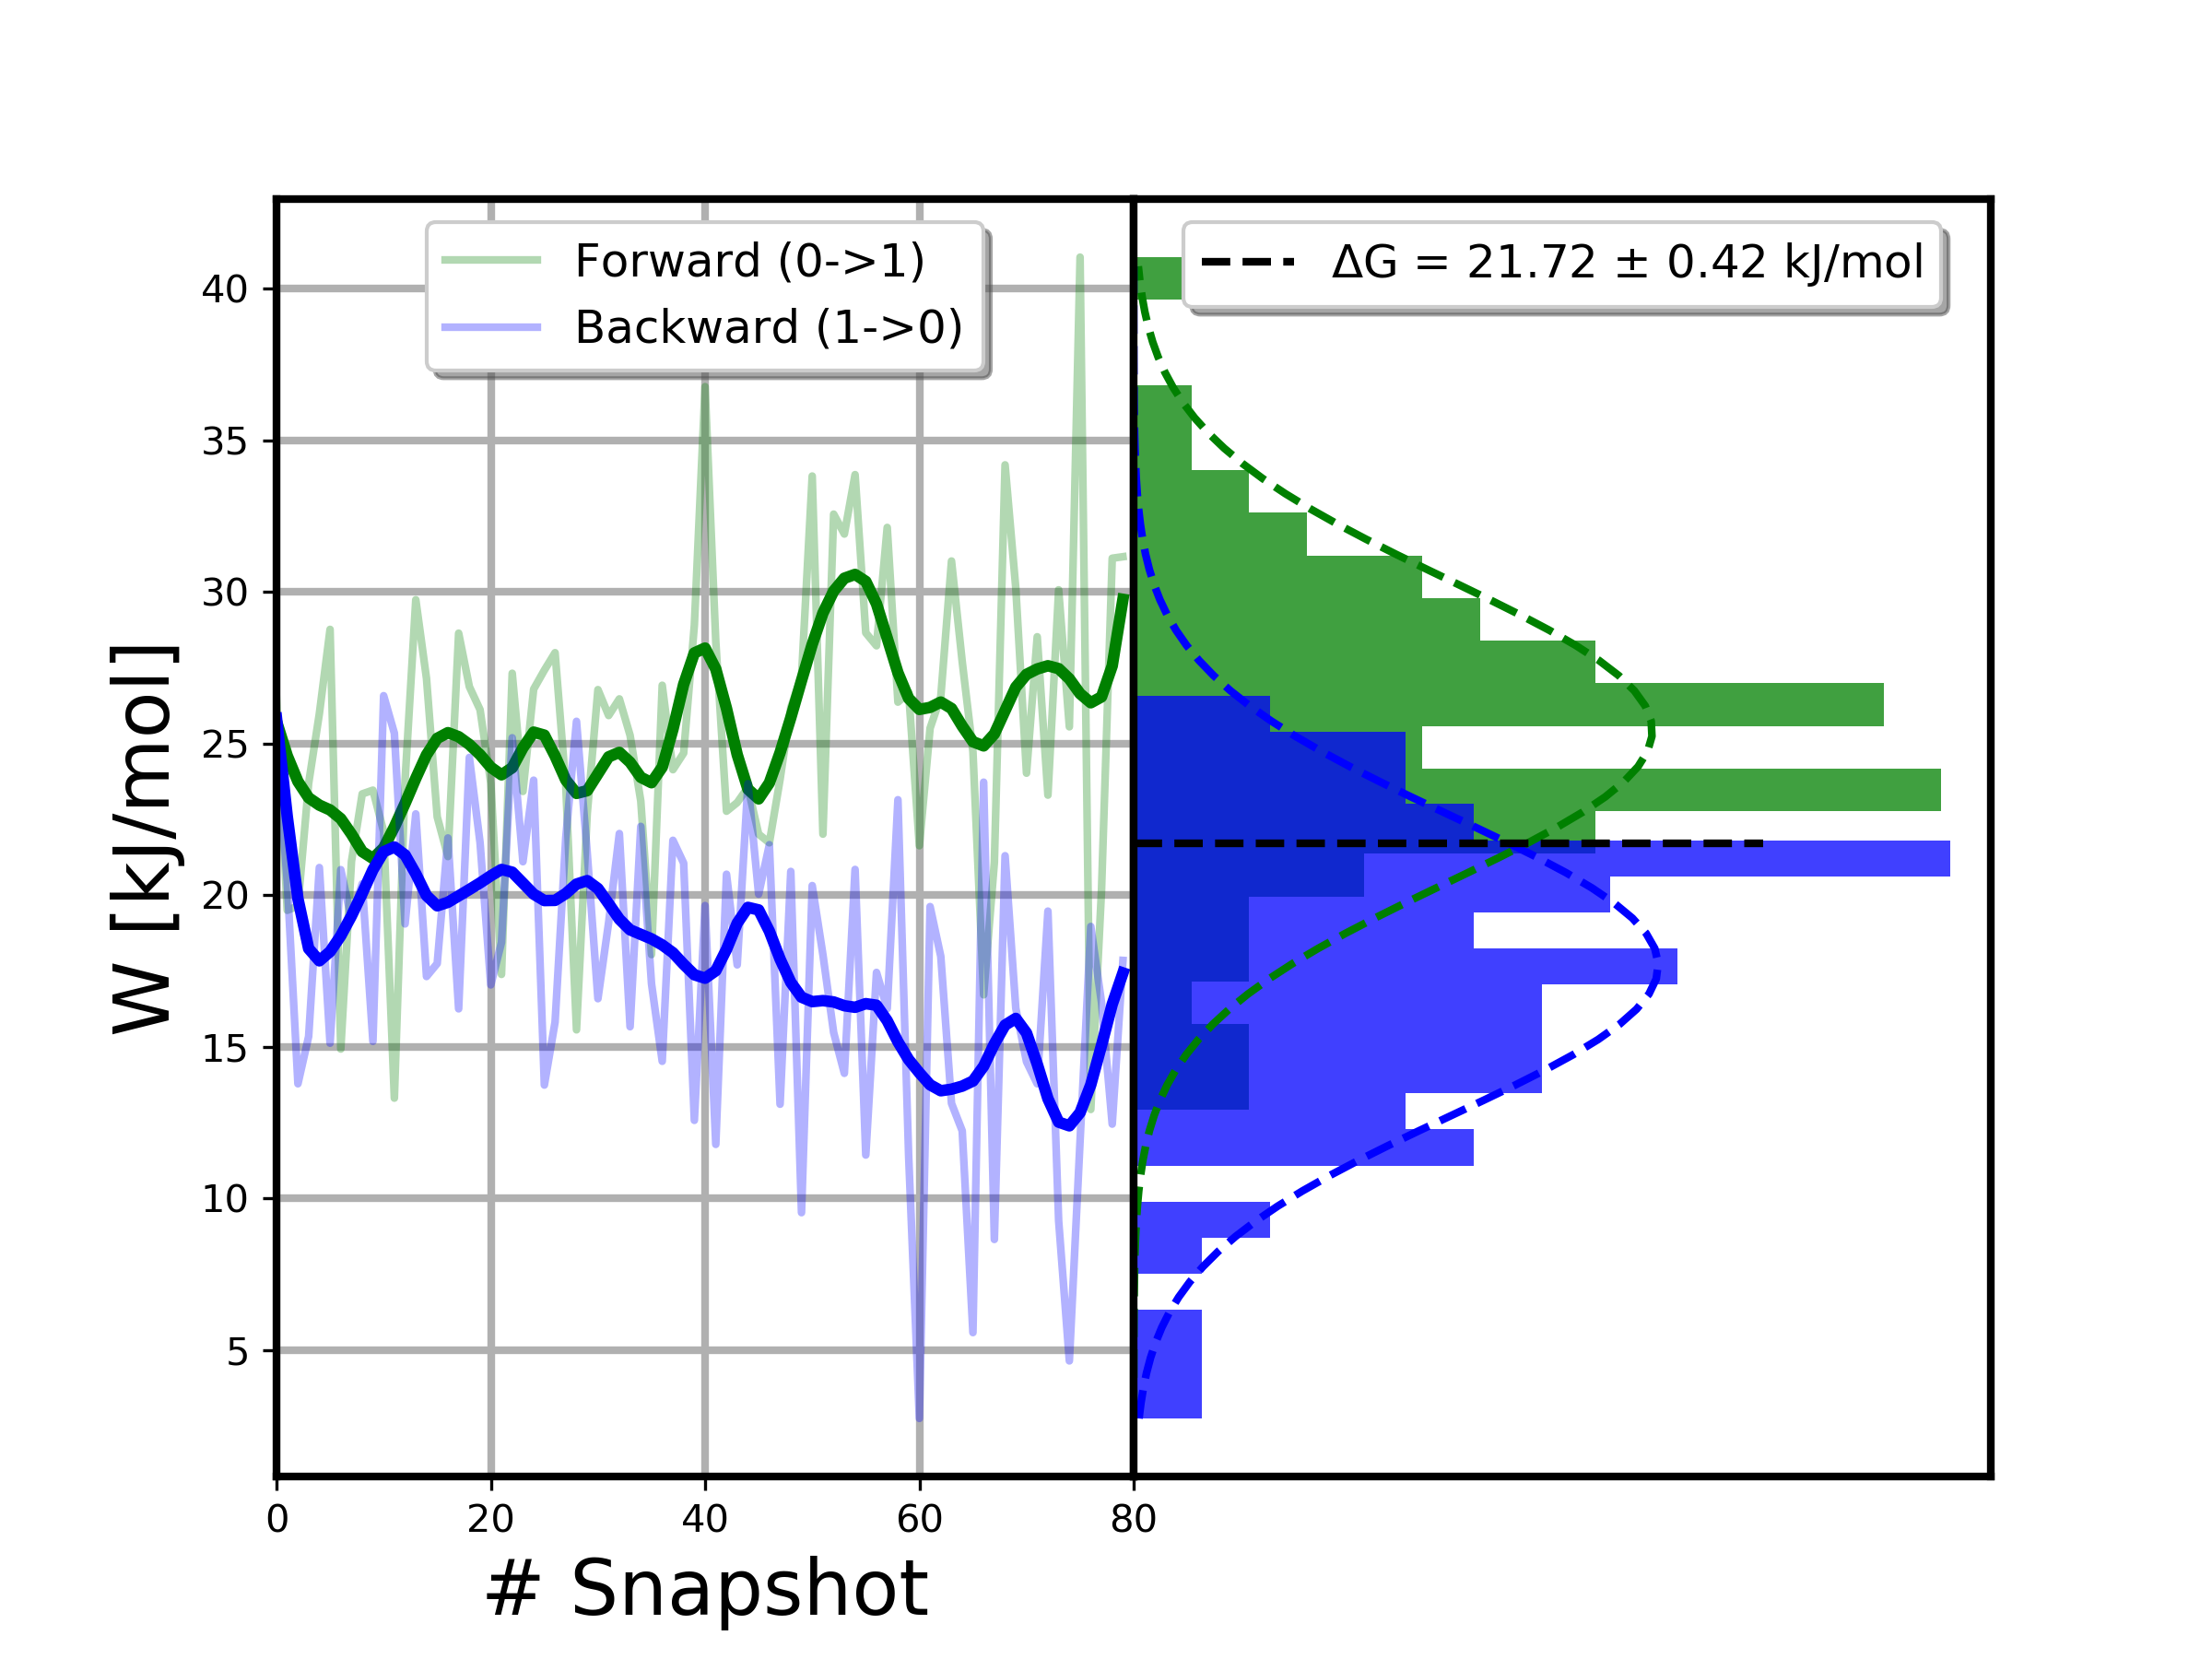 Forward (0->1)
Backward (1->0)
ΔG = 21.72 ± 0.42 kJ/mol
40
35
30
25
20
15
10
5
W [kJ/mol]
0
20
40
60
80
# Snapshot